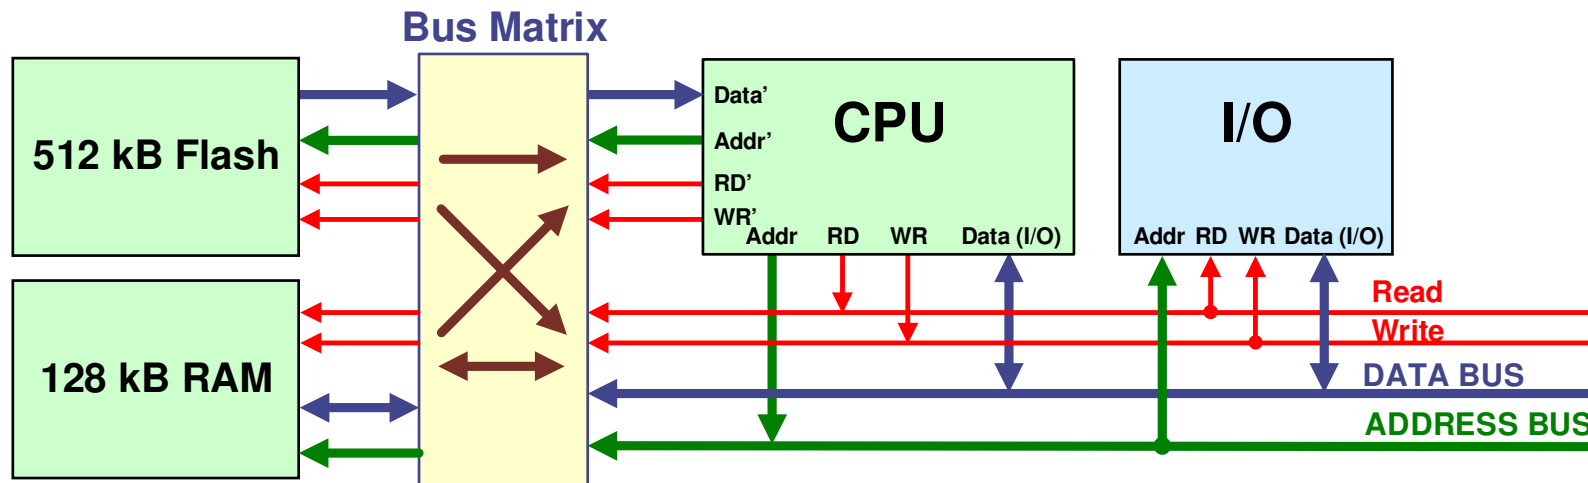 Bus Matrix
512 kB Flash
128 kB RAM
CPU
Data’
Addr’
RD’
WR’
Addr RD WR Data (I/O)
I/O
Addr RD WR Data (I/O)
Read
Write
DATA BUS
ADDRESS BUS